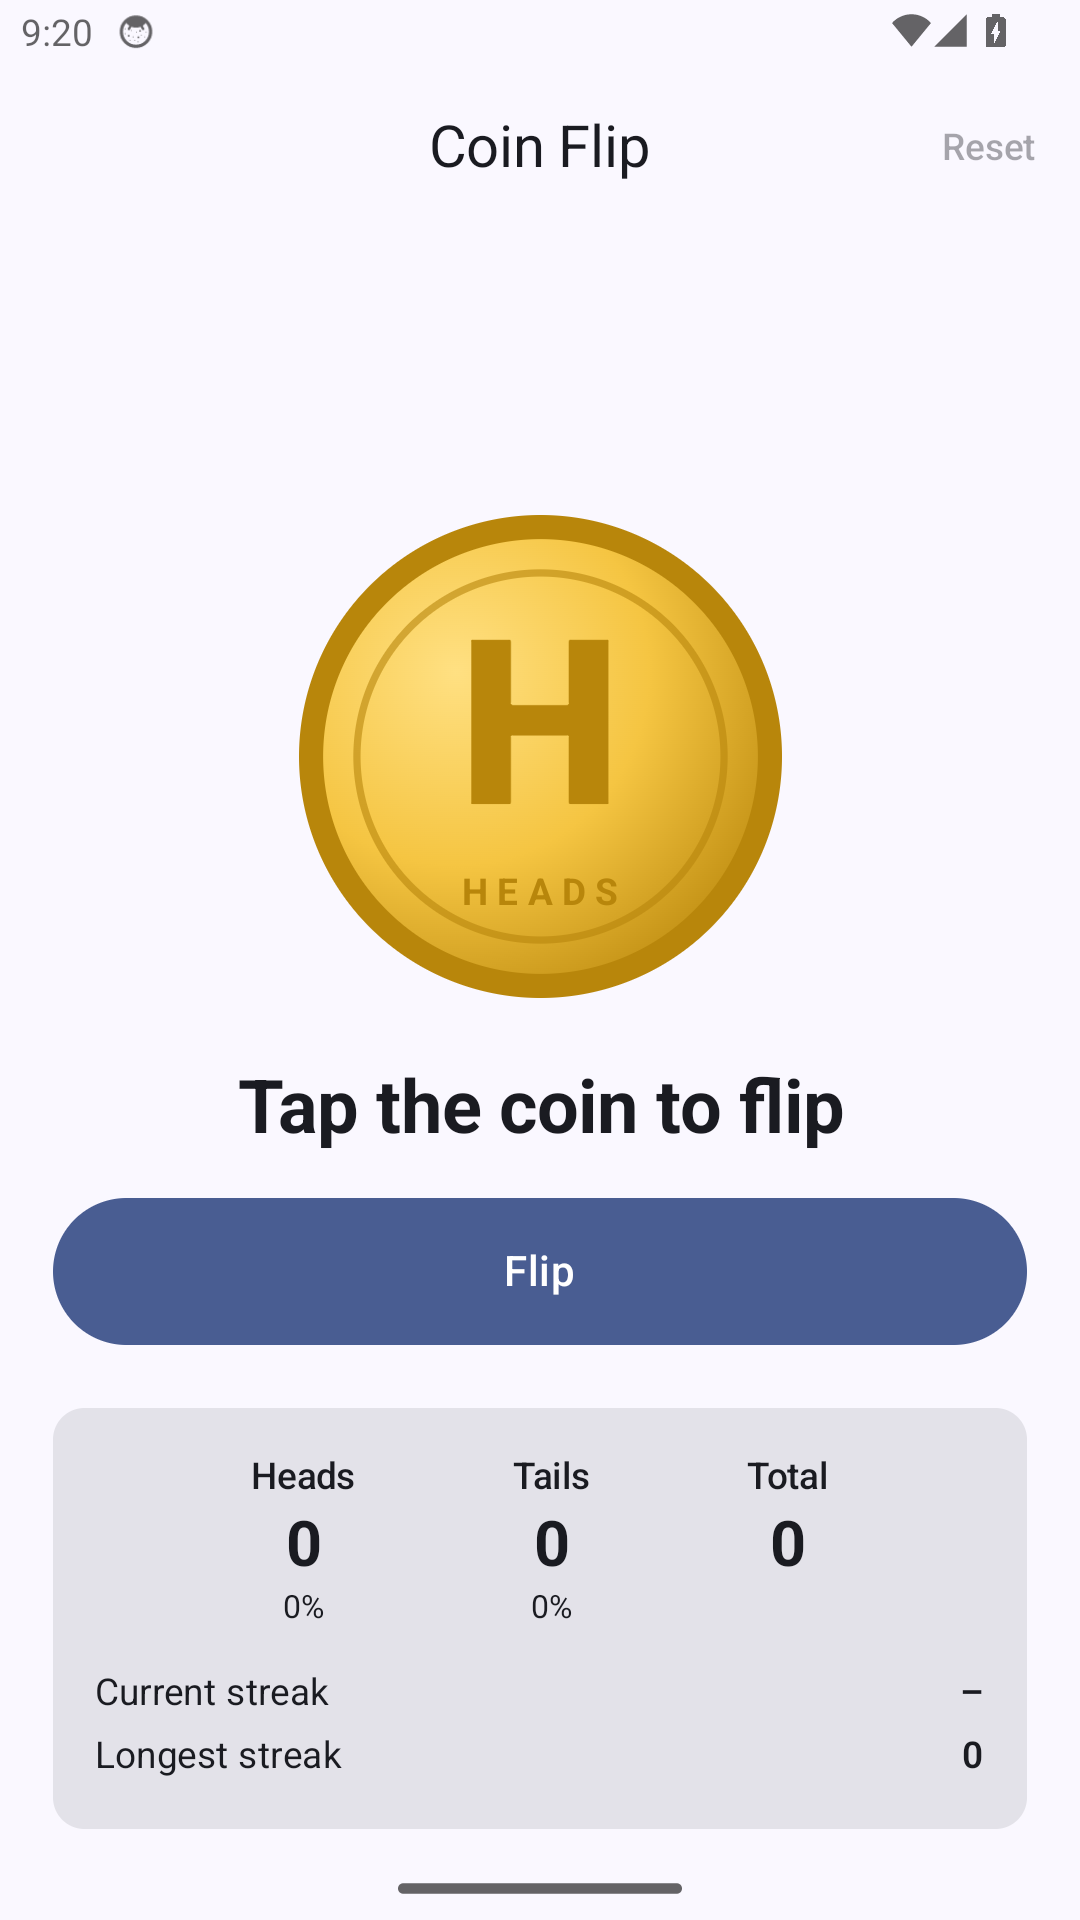 9:20
Coin Flip
Reset
H
HEADS
Tap the coin to flip
Flip
Heads Tails Total
0 0 0
0% 0%
Current streak –
Longest streak 0